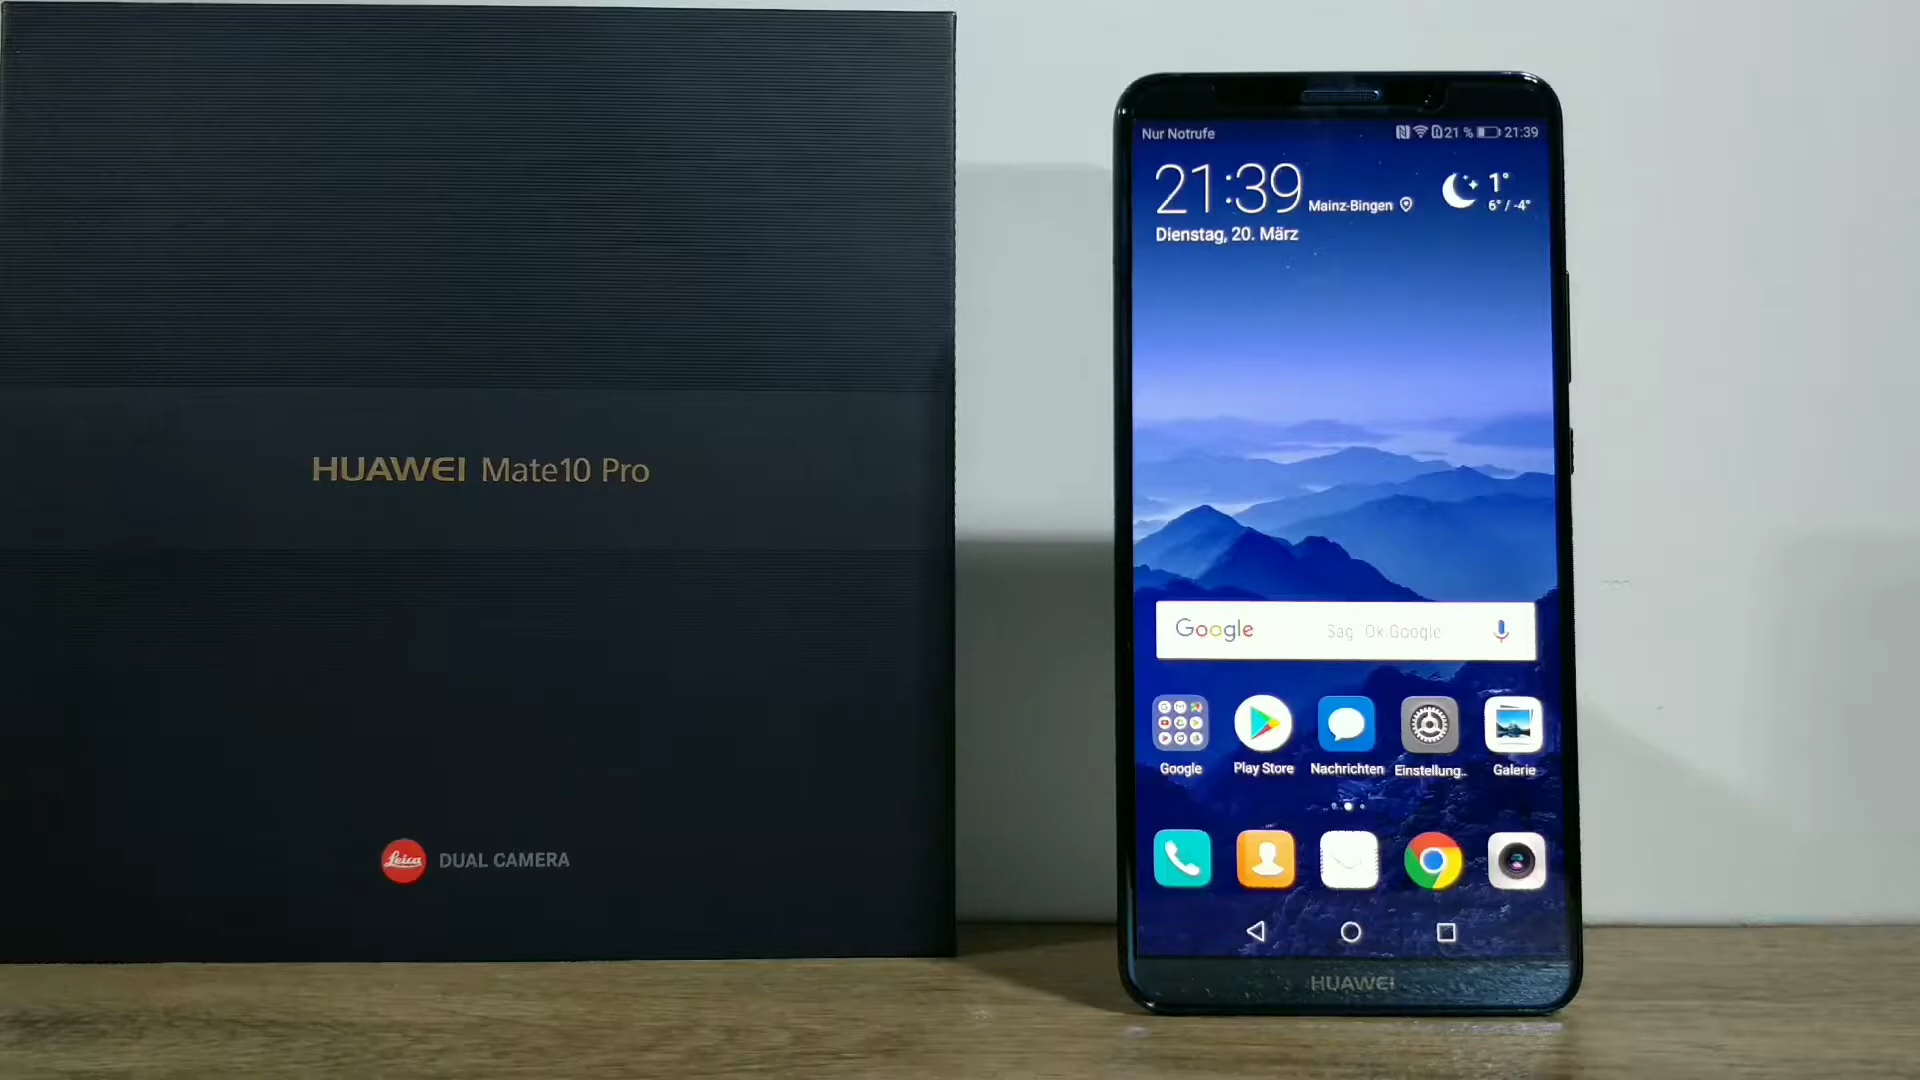 HUAWEI Mate10 Pro
Leica DUAL CAMERA
Nur Notrufe 21 % 21:39
21:39 Mainz-Bingen 1°
6° / -4°
Dienstag, 20. März
Google Sag Ok Google
Google Play Store Nachrichten Einstellung.. Galerie
HUAWEI